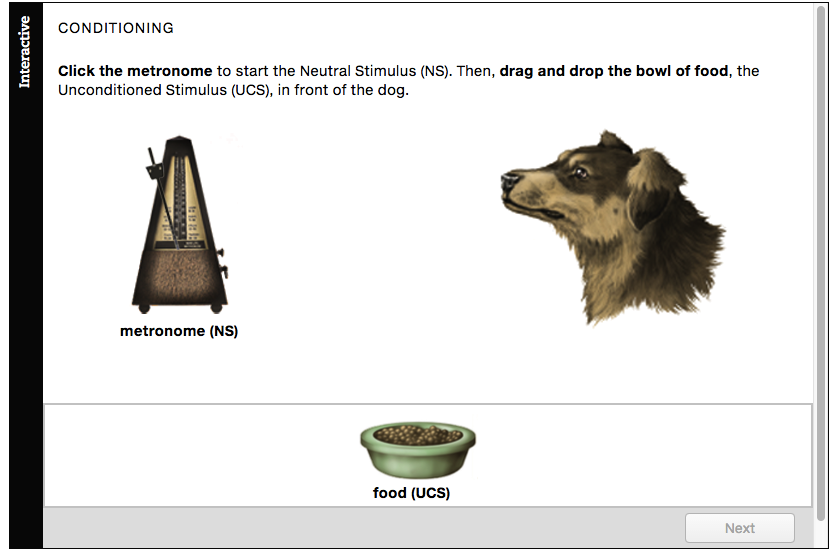 Interactive
CONDITIONING
Click the metronome to start the Neutral Stimulus (NS). Then, drag and drop the bowl of food, the
Unconditioned Stimulus (UCS), in front of the dog.
metronome (NS)
food (UCS)
Next